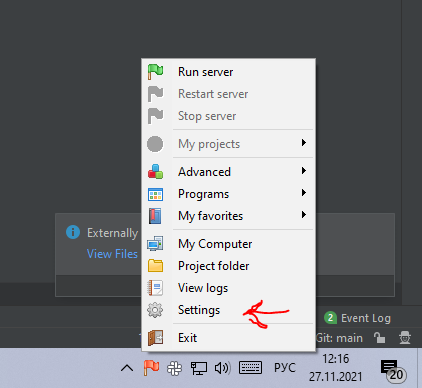 Run server
Restart server
Stop server
My projects
Advanced
Programs
My favorites
Externally
View Files
My Computer
Project folder
View logs
Settings
2 Event Log
Exit
Git: main
РУС
12:16
27.11.2021
20